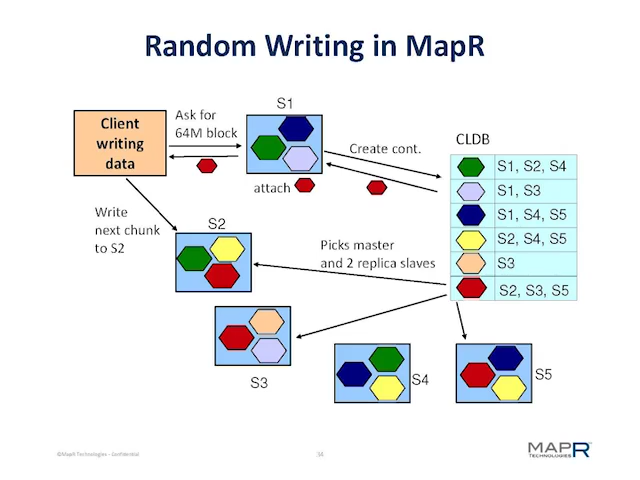 Random Writing in MapR
S1
Client
writing
data
Ask for
64M block
Create cont.
CLDB
attach
S1, S2, S4
S1, S3
S1, S4, S5
S2, S4, S5
S3
S2, S3, S5
Write
next chunk
to S2
S2
Picks master
and 2 replica slaves
S3
S4
S5
©MapR Technologies - Confidential
34
MAPR™
TECHNOLOGIES